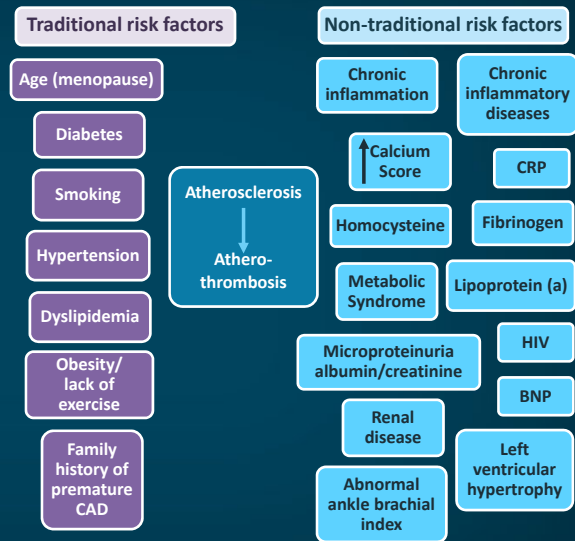 Traditional risk factors
Age (menopause)
Diabetes
Smoking
Hypertension
Dyslipidemia
Obesity/
lack of
exercise
Family
history of
premature
CAD
Atherosclerosis
Athero-
thrombosis
Non-traditional risk factors
Chronic
inflammation
Chronic
inflammatory
diseases
Calcium
Score
CRP
Homocysteine
Fibrinogen
Metabolic
Syndrome
Lipoprotein (a)
Microproteinuria
albumin/creatinine
HIV
BNP
Renal
disease
Left
ventricular
hypertrophy
Abnormal
ankle brachial
index